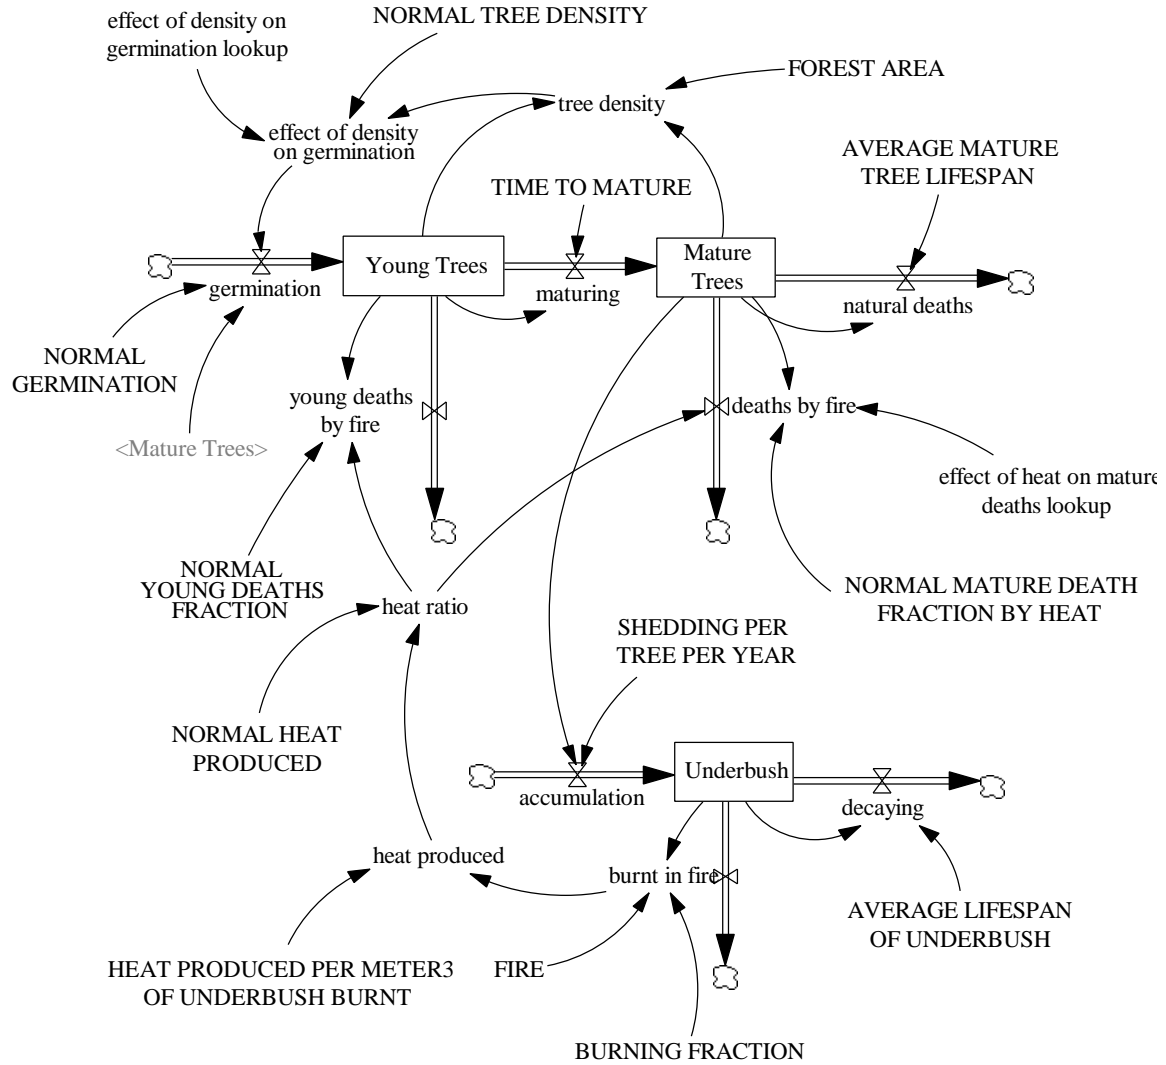 effect of density on
germination lookup
NORMAL TREE DENSITY
FOREST AREA
tree density
effect of density
on germination
AVERAGE MATURE
TREE LIFESPAN
TIME TO MATURE
Young Trees
Mature
Trees
germination
maturing
natural deaths
NORMAL
GERMINATION
young deaths
by fire
deaths by fire
<Mature Trees>
effect of heat on mature
deaths lookup
NORMAL
YOUNG DEATHS
FRACTION
heat ratio
NORMAL MATURE DEATH
FRACTION BY HEAT
SHEDDING PER
TREE PER YEAR
NORMAL HEAT
PRODUCED
Underbush
accumulation
decaying
heat produced
burnt in fire
AVERAGE LIFESPAN
OF UNDERBUSH
HEAT PRODUCED PER METER3
OF UNDERBUSH BURNT
FIRE
BURNING FRACTION